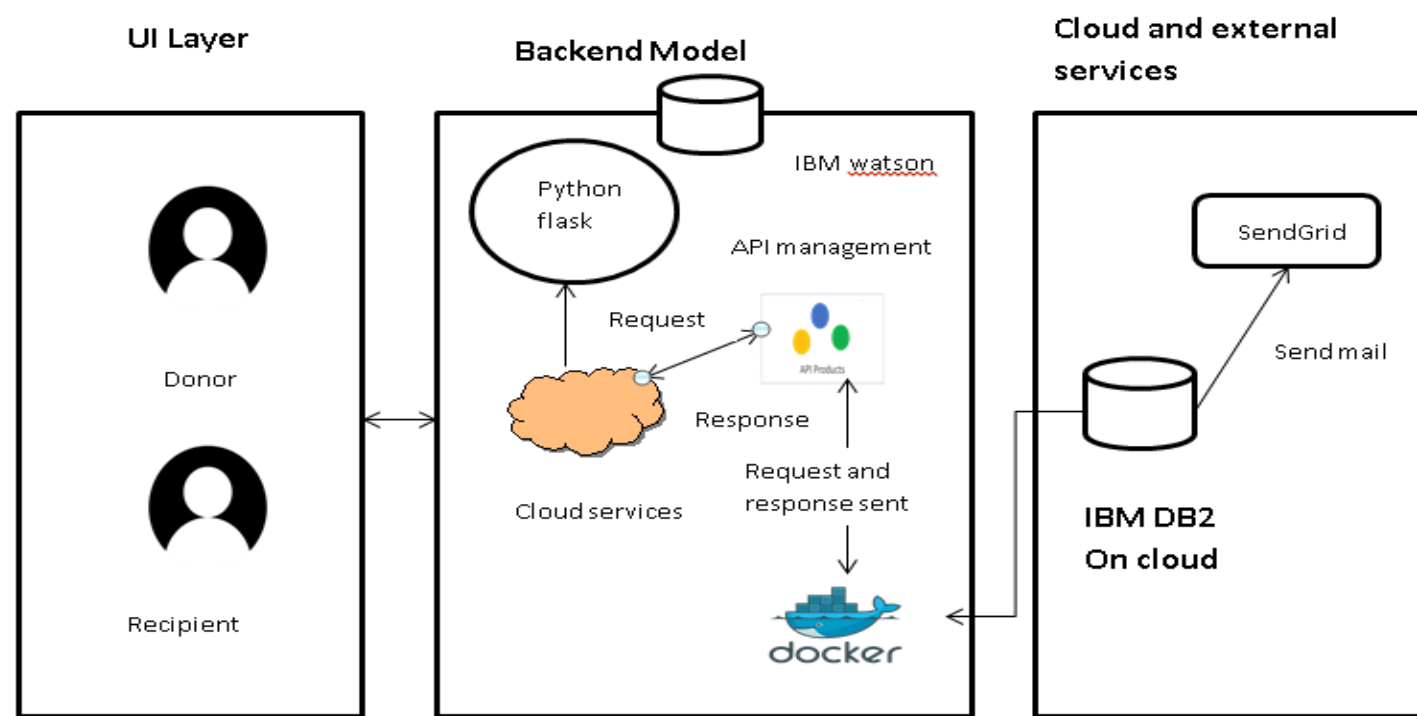 UI Layer
Donor
Recipient
Backend Model
Python
flask
IBM watson
API management
Request
API Products
Response
Request and
response sent
Cloud services
docker
Cloud and external
services
SendGrid
Send mail
IBM DB2
On cloud